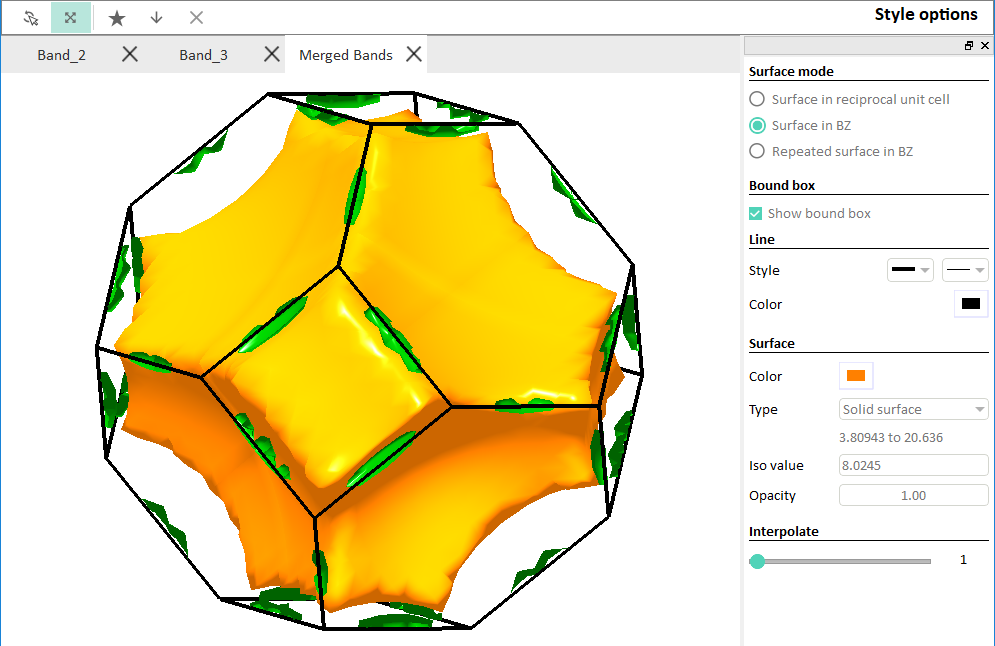 Style options
Band_2
Band_3
Merged Bands
Surface mode
Surface in reciprocal unit cell
Surface in BZ
Repeated surface in BZ
Bound box
Show bound box
Line
Style
Color
Surface
Color
Type Solid surface
3.80943 to 20.636
Iso value 8.0245
Opacity 1.00
Interpolate
1